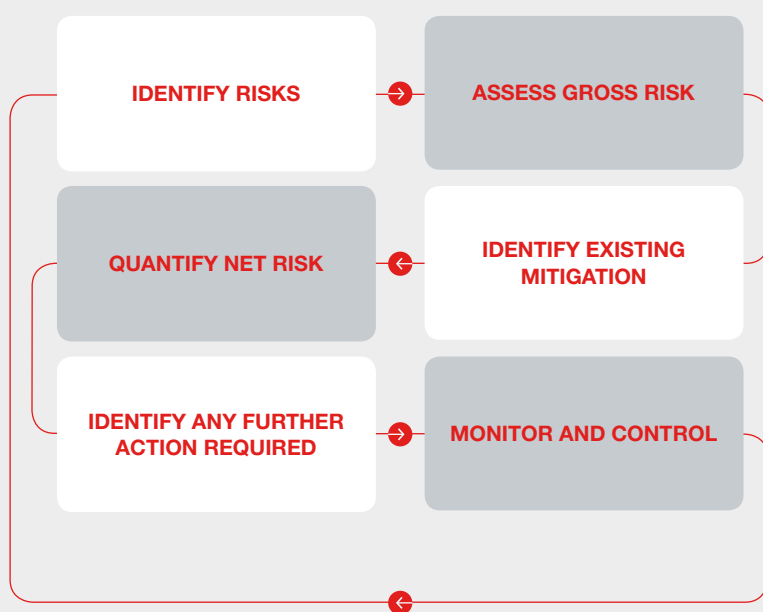 IDENTIFY RISKS
ASSESS GROSS RISK
QUANTIFY NET RISK
IDENTIFY EXISTING
MITIGATION
IDENTIFY ANY FURTHER
ACTION REQUIRED
MONITOR AND CONTROL